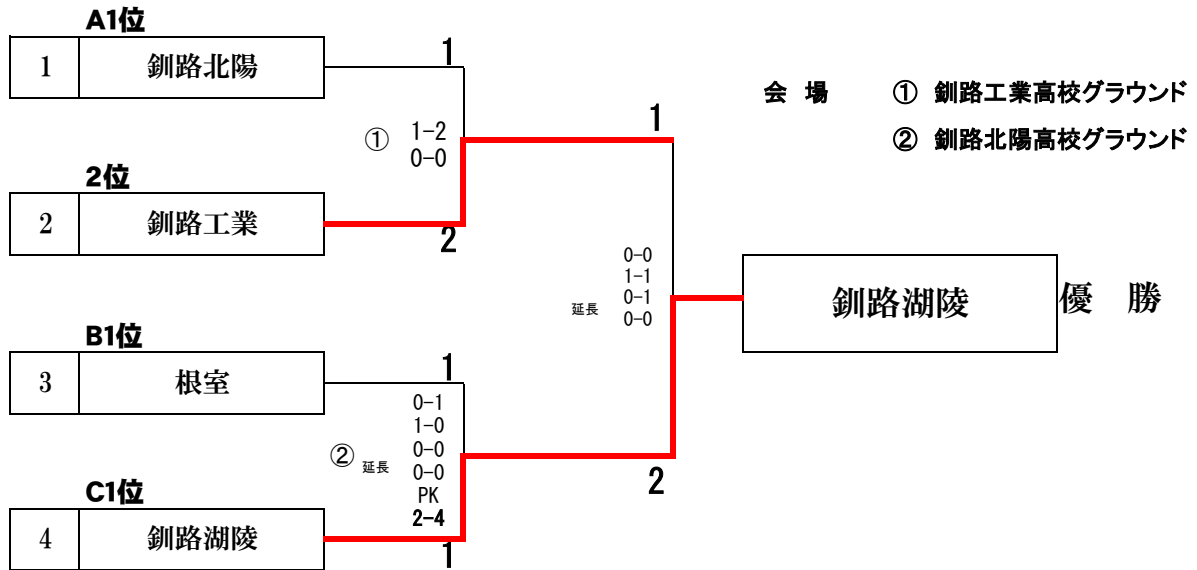 A1位
1 釧路北陽
1
会 場 ① 釧路工業高校グラウンド
② 釧路北陽高校グラウンド
① 1-2
0-0
1
2位
2 釧路工業
2
0-0
1-1
延長 0-1
0-0
釧路湖陵 優 勝
B1位
3 根室
1
0-1
1-0
② 延長 0-0
0-0
PK
2-4
2
C1位
4 釧路湖陵
1